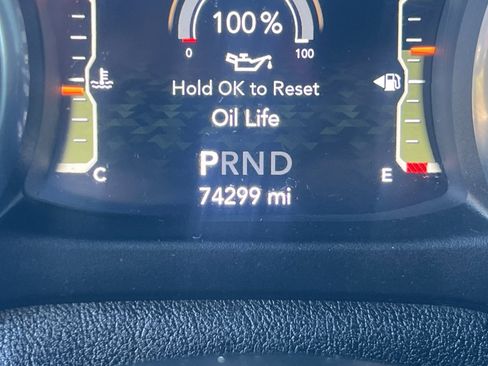 100%
0 100
Hold OK to Reset
Oil Life
PRND
C E
74299 mi